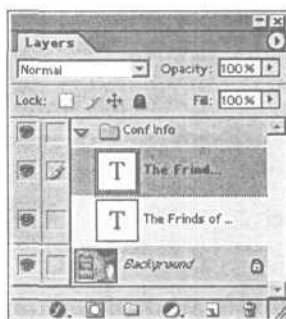 Layers
Normal Opacity: 100%
Lock: Fill: 100%
Conf Info
T The Frind...
T The Frinds of ...
Background